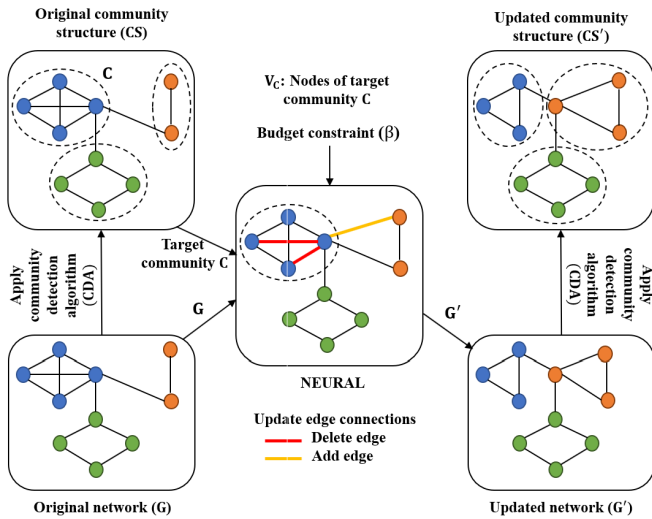 Original community
structure (CS)
C
Updated community
structure (CS′)
V_C: Nodes of target
community C
Budget constraint (β)
Apply
community
detection
algorithm
(CDA)
Target
community C
G
G′
Apply
community
detection
algorithm
(CDA)
NEURAL
Update edge connections
Delete edge
Add edge
Original network (G)
Updated network (G′)